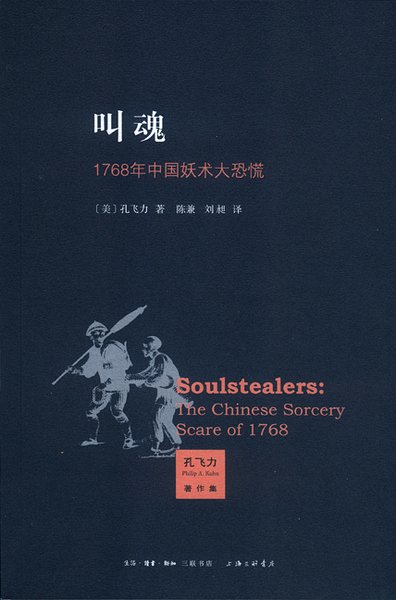 叫魂
1768年中国妖术大恐慌
〔美〕孔飞力 著 陈兼 刘昶 译
Soulstealers:
The Chinese Sorcery
Scare of 1768
孔飞力
Philip A. Kuhn
著作集
生活·读书·新知 三联书店 上海三联书店